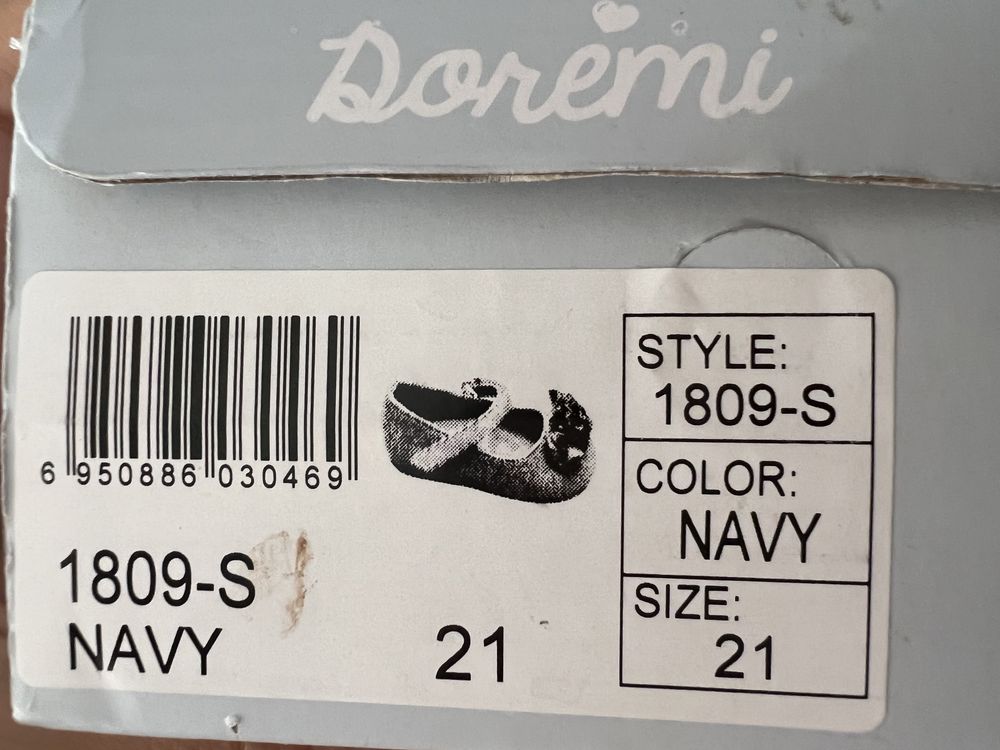 Doremi
6 950886 030469
1809-S
NAVY
21
STYLE:
1809-S
COLOR:
NAVY
SIZE:
21